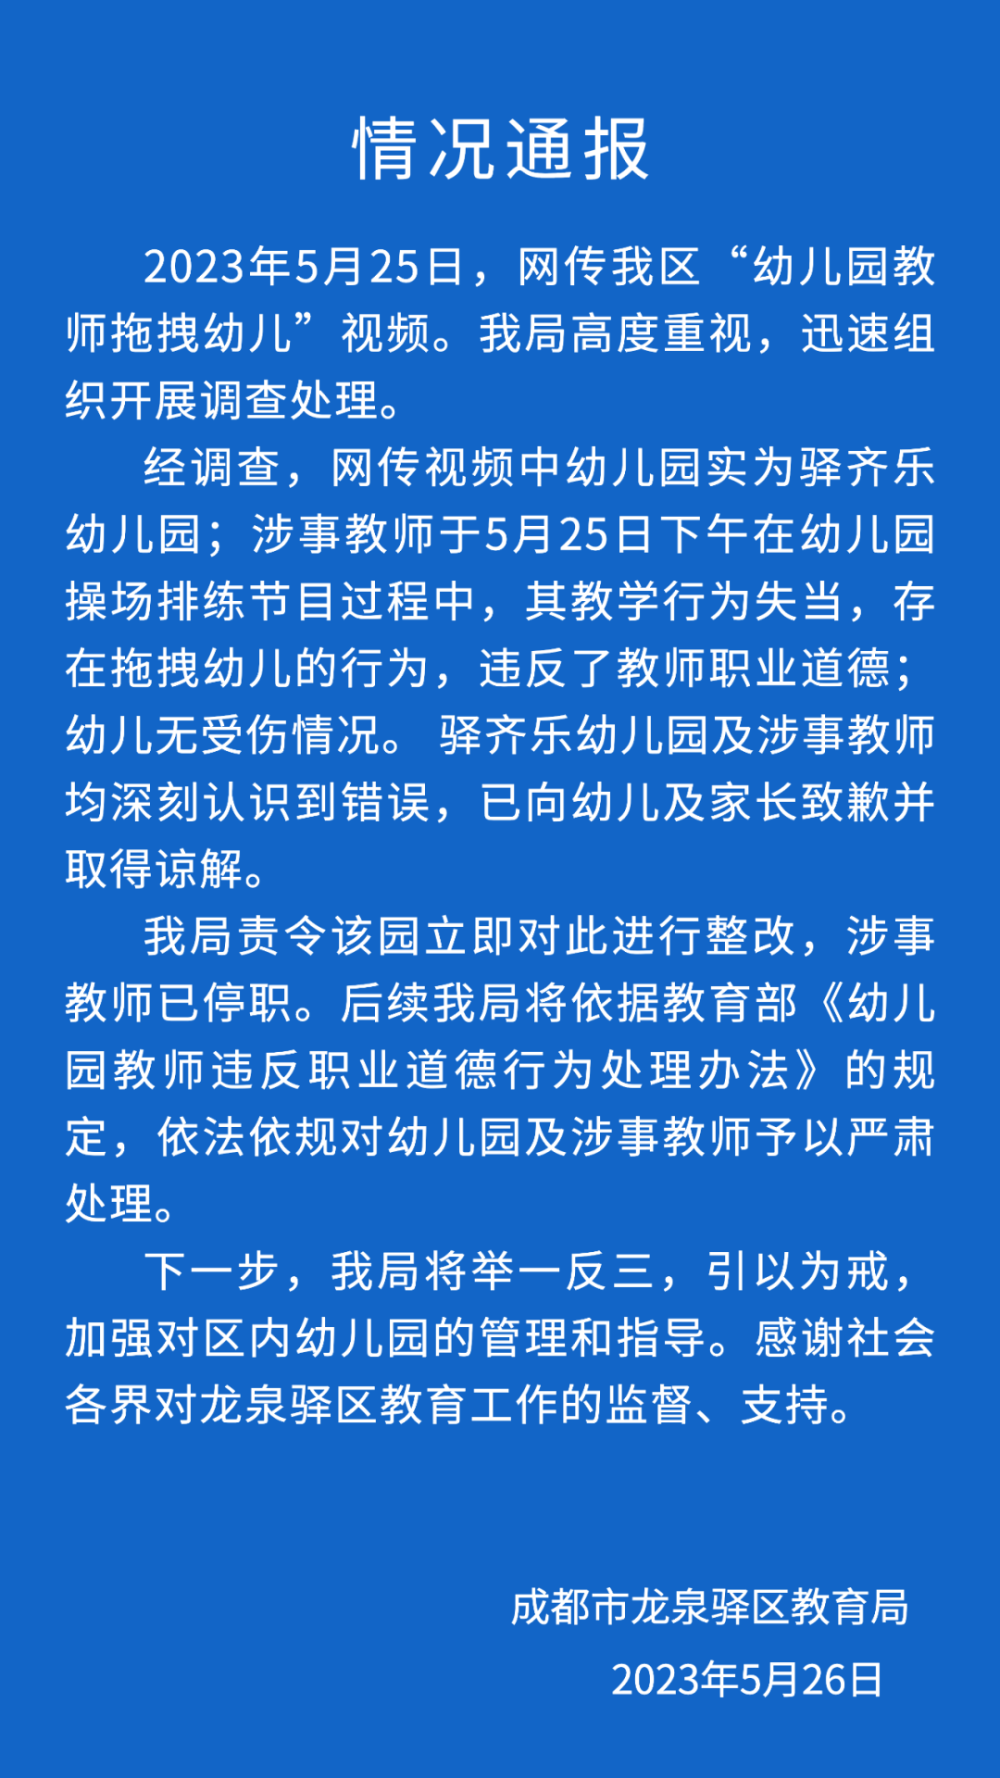 情况通报
2023年5月25日，网传我区“幼儿园教
师拖拽幼儿”视频。我局高度重视，迅速组
织开展调查处理。
经调查，网传视频中幼儿园实为驿齐乐
幼儿园；涉事教师于5月25日下午在幼儿园
操场排练节目过程中，其教学行为失当，存
在拖拽幼儿的行为，违反了教师职业道德；
幼儿无受伤情况。 驿齐乐幼儿园及涉事教师
均深刻认识到错误，已向幼儿及家长致歉并
取得谅解。
我局责令该园立即对此进行整改，涉事
教师已停职。后续我局将依据教育部《幼儿
园教师违反职业道德行为处理办法》的规
定，依法依规对幼儿园及涉事教师予以严肃
处理。
下一步，我局将举一反三，引以为戒，
加强对区内幼儿园的管理和指导。感谢社会
各界对龙泉驿区教育工作的监督、支持。
成都市龙泉驿区教育局
2023年5月26日